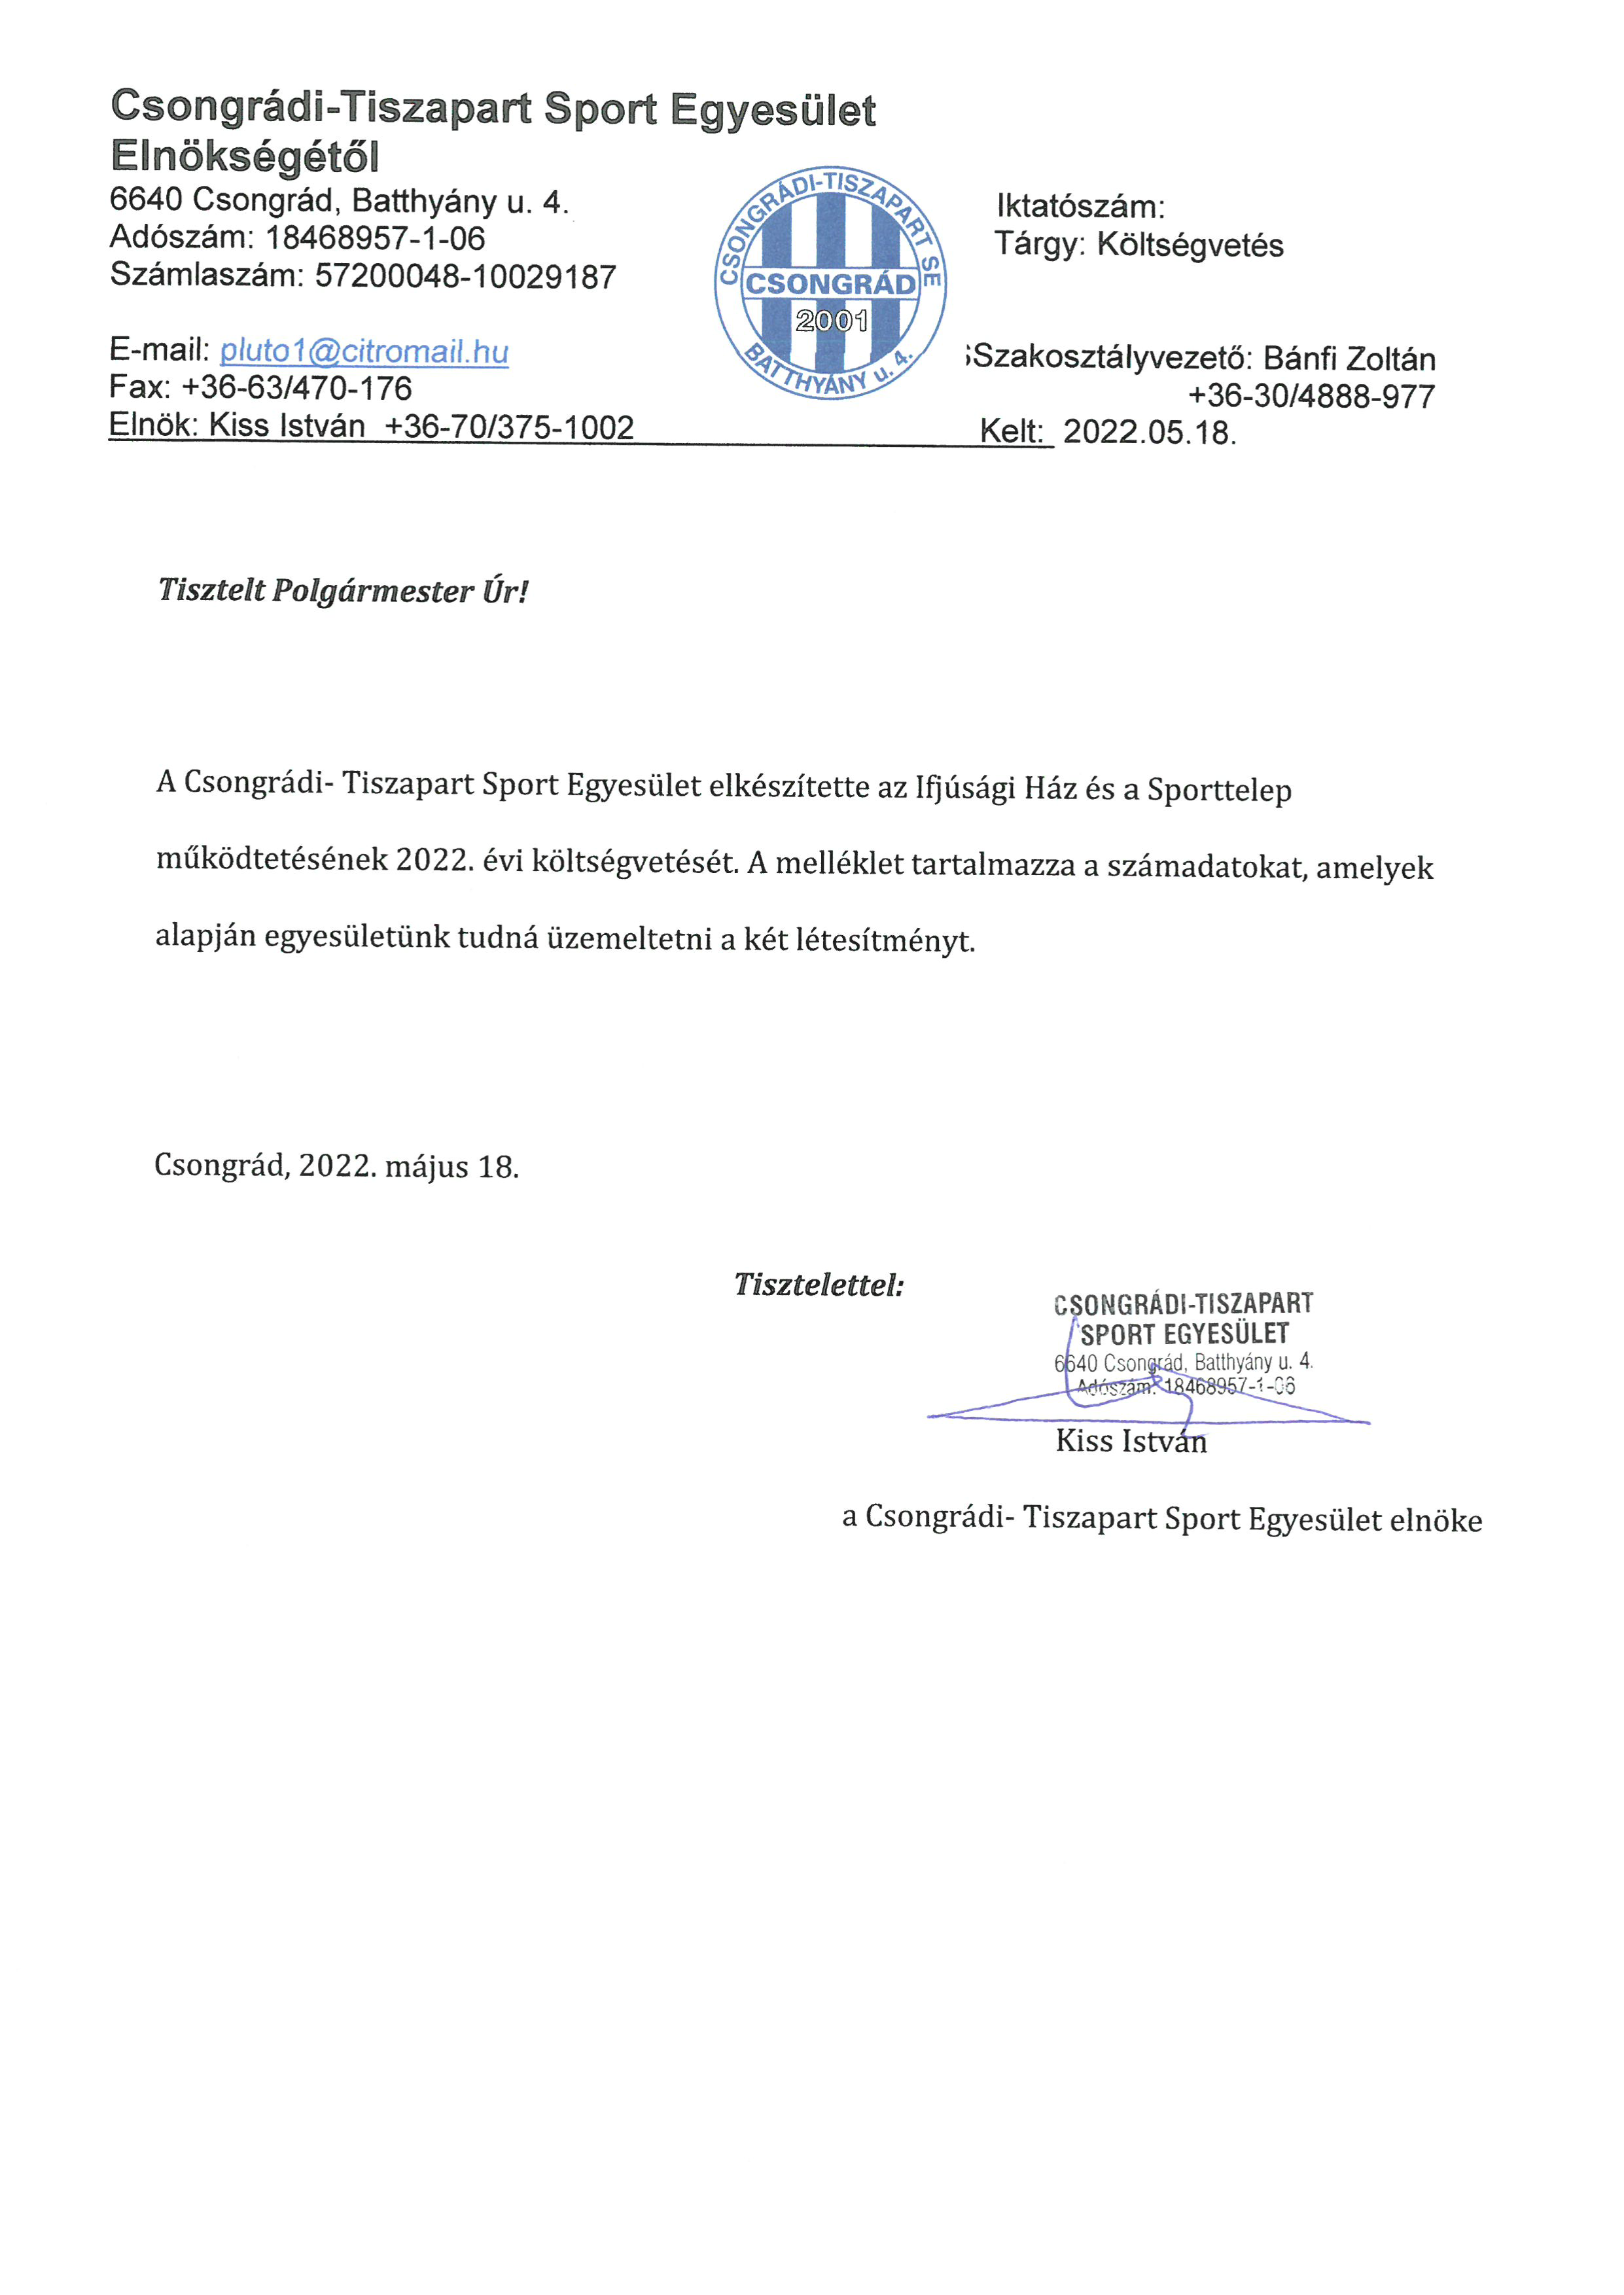 Csongrádi-Tiszapart Sport Egyesület
Elnökségétől
6640 Csongrád, Batthyány u. 4.
Adószám: 18468957-1-06
Számlaszám: 57200048-10029187
E-mail: pluto1@citromail.hu
Fax: +36-63/470-176
Elnök: Kiss István +36-70/375-1002
CSONGRÁDI-TISZAPART SE
CSONGRÁD
2001
BATTHYÁNY u. 4.
Iktatószám:
Tárgy: Költségvetés
Szakosztályvezető: Bánfi Zoltán
+36-30/4888-977
Kelt: 2022.05.18.
Tisztelt Polgármester Úr!
A Csongrádi- Tiszapart Sport Egyesület elkészítette az Ifjúsági Ház és a Sporttelep
működtetésének 2022. évi költségvetését. A melléklet tartalmazza a számadatokat, amelyek
alapján egyesületünk tudná üzemeltetni a két létesítményt.
Csongrád, 2022. május 18.
Tisztelettel:
CSONGRÁDI-TISZAPART
SPORT EGYESÜLET
6640 Csongrád, Batthyány u. 4.
Adószám: 18468957-1-06
Kiss István
a Csongrádi- Tiszapart Sport Egyesület elnöke